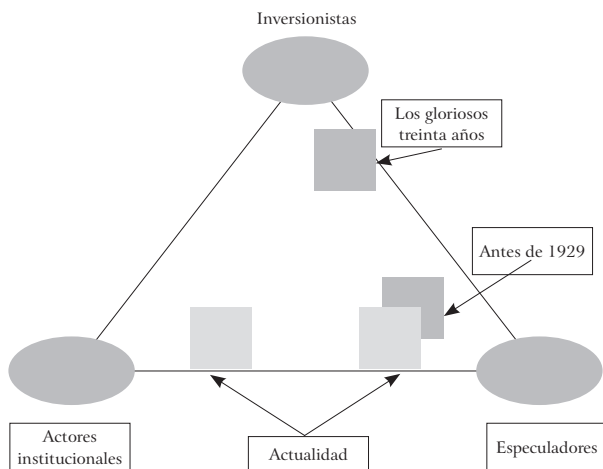 Inversionistas
Los gloriosos
treinta años
Antes de 1929
Actores
institucionales
Actualidad
Especuladores